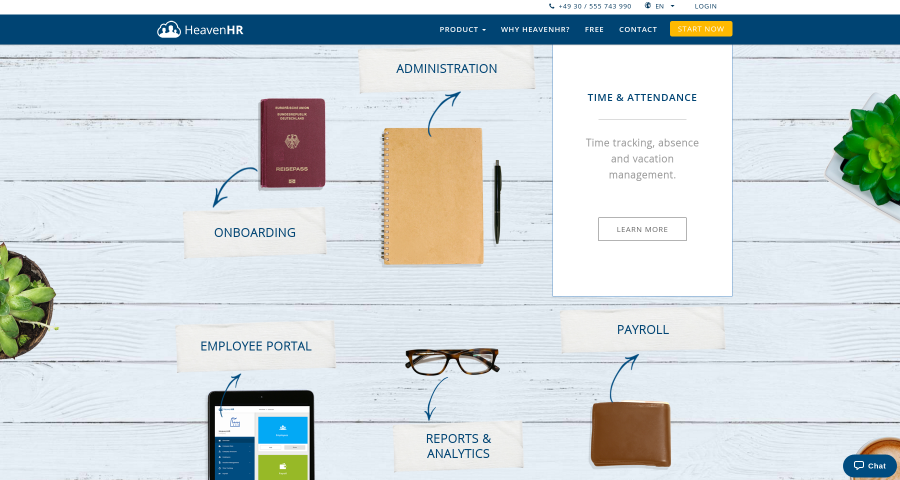 +49 30 / 555 743 990
EN
LOGIN
HeavenHR
PRODUCT
WHY HEAVENHR?
FREE
CONTACT
START NOW
ADMINISTRATION
TIME & ATTENDANCE
Time tracking, absence
and vacation
management.
LEARN MORE
EUROPÄISCHE UNION
BUNDESREPUBLIK
DEUTSCHLAND
REISEPASS
ONBOARDING
EMPLOYEE PORTAL
PAYROLL
REPORTS &
ANALYTICS
Chat